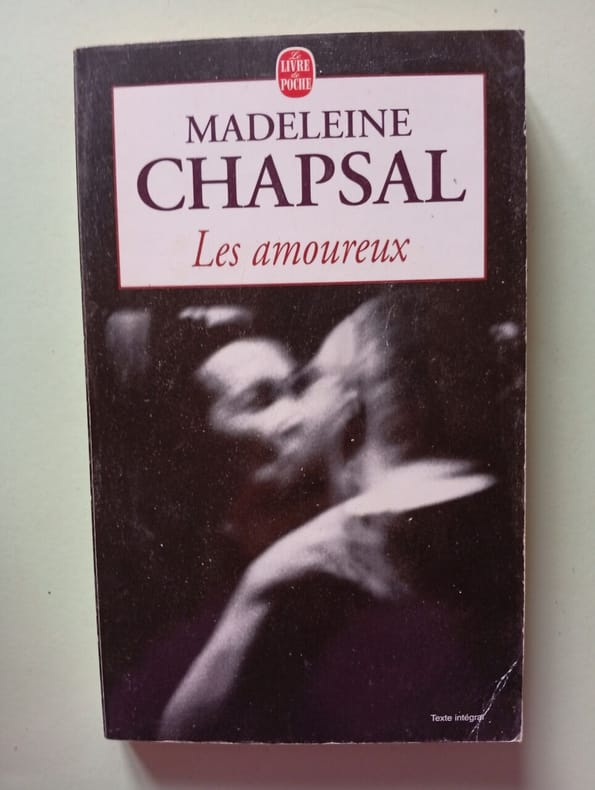 Le
LIVRE
de
POCHE
MADELEINE
CHAPSAL
Les amoureux
Texte intégral